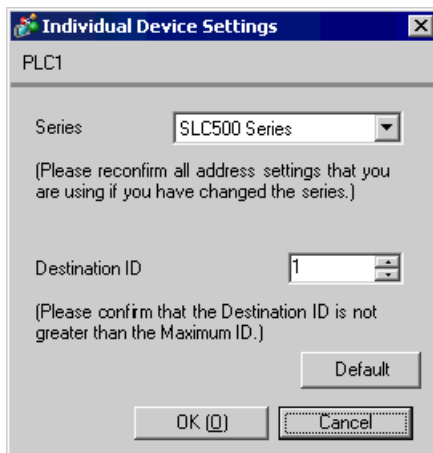 Individual Device Settings
PLC1
Series
SLC500 Series
(Please reconfirm all address settings that you
are using if you have changed the series.)
Destination ID
1
(Please confirm that the Destination ID is not
greater than the Maximum ID.)
Default
OK (O)
Cancel